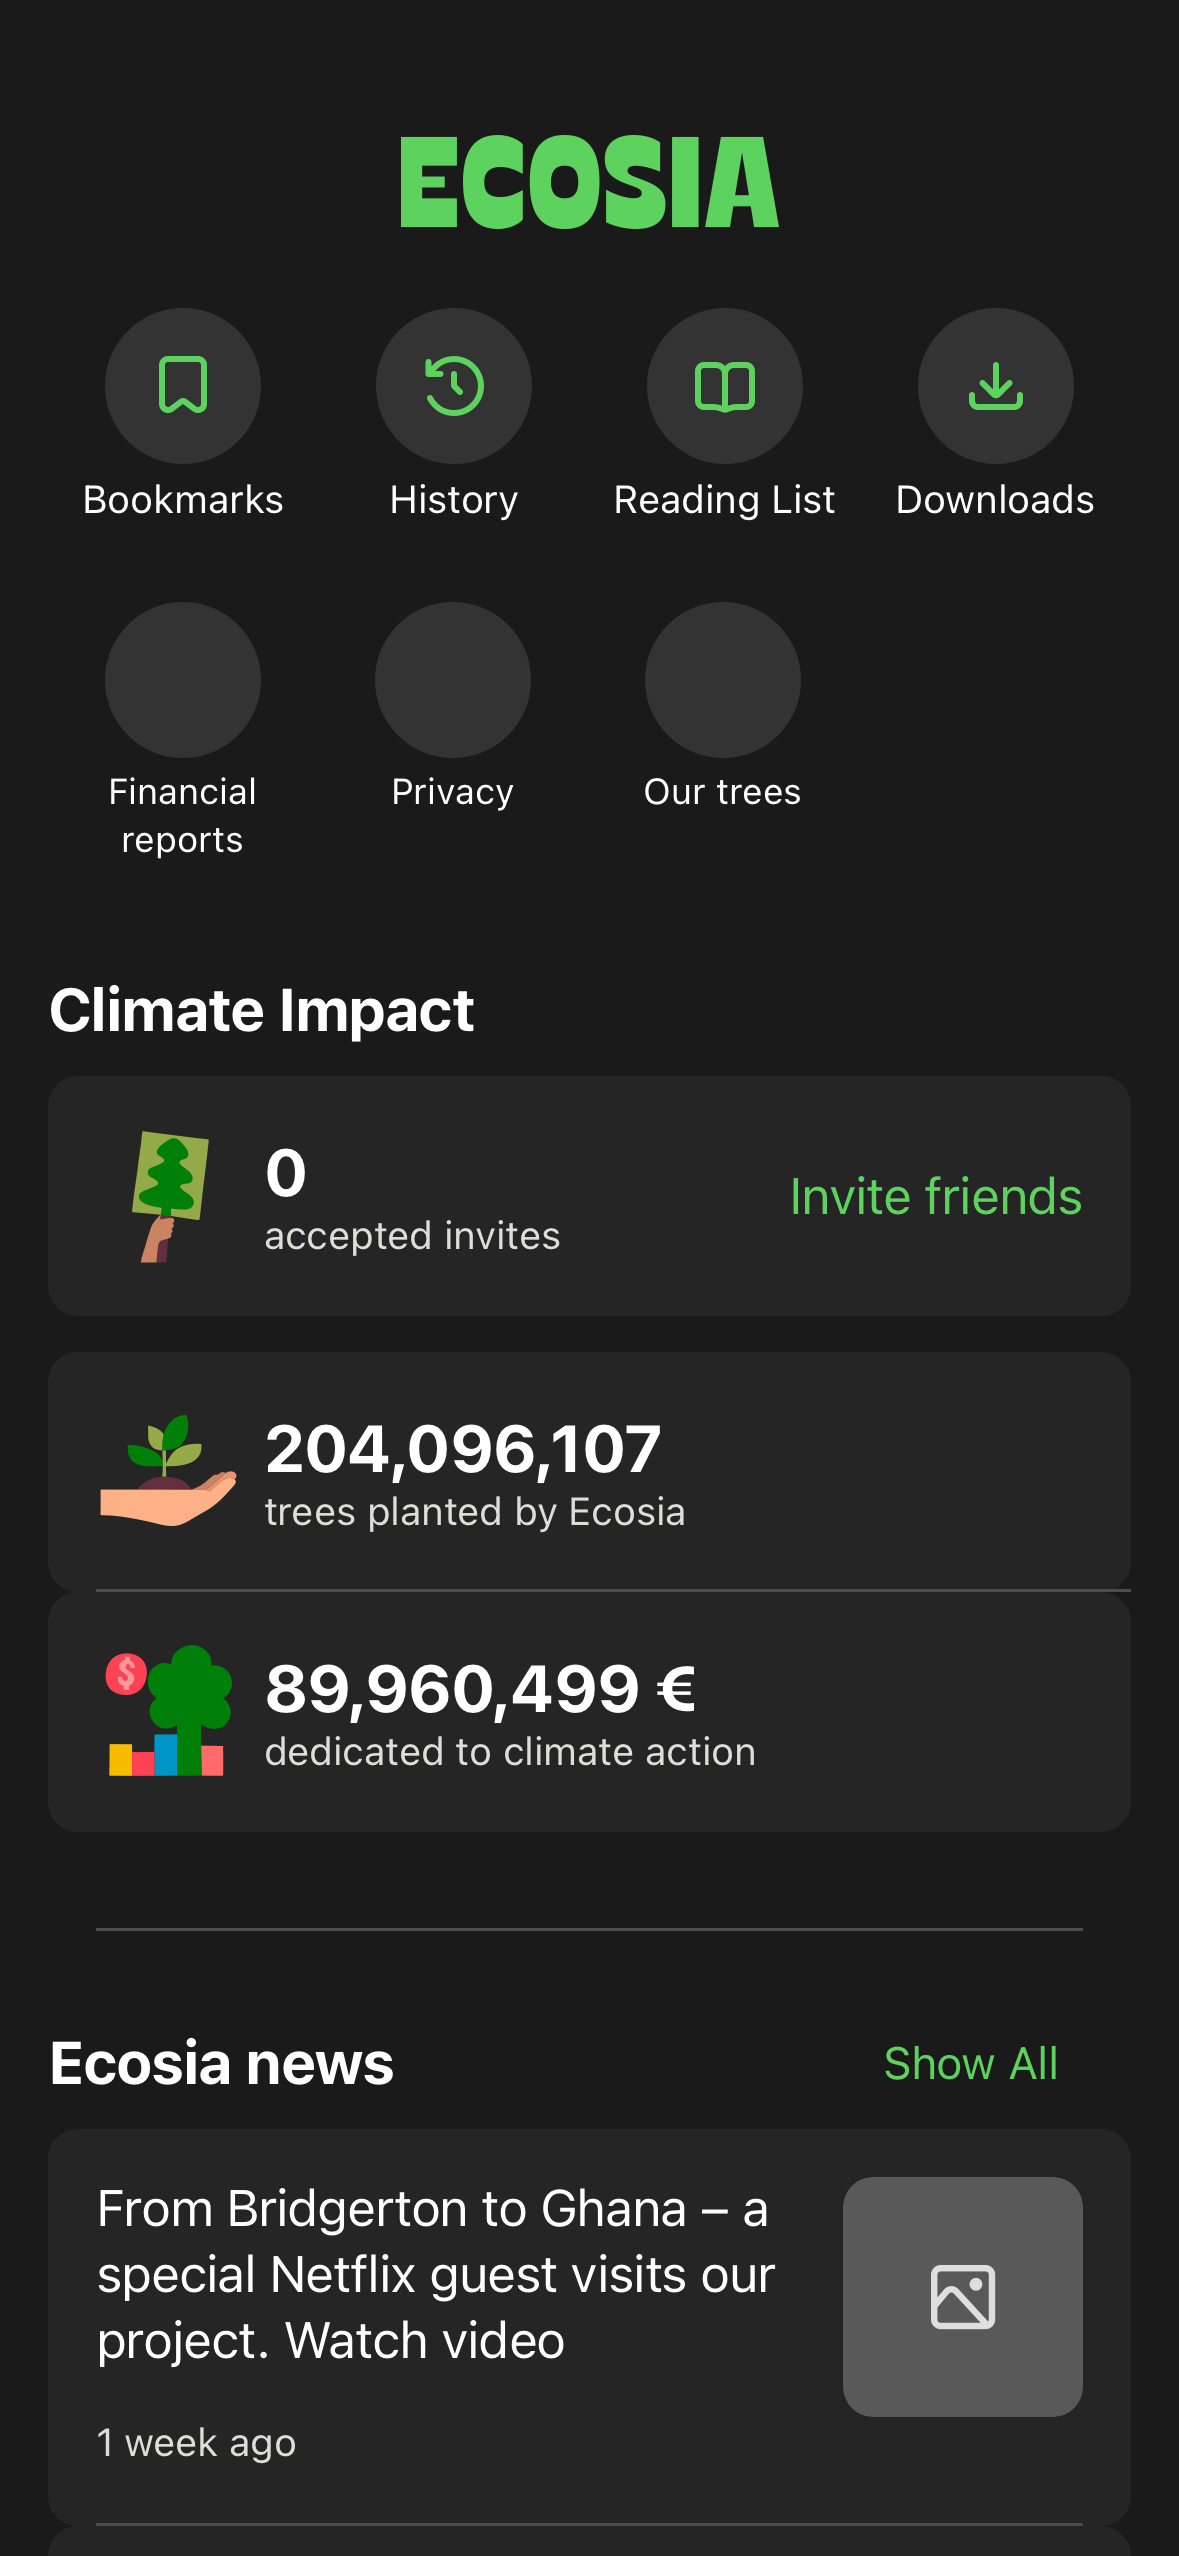 ECOSIA
Bookmarks
History
Reading List
Downloads
Financial
reports
Privacy
Our trees
Climate Impact
0
accepted invites
Invite friends
204,096,107
trees planted by Ecosia
$
89,960,499 €
dedicated to climate action
Ecosia news
Show All
From Bridgerton to Ghana – a
special Netflix guest visits our
project. Watch video
1 week ago